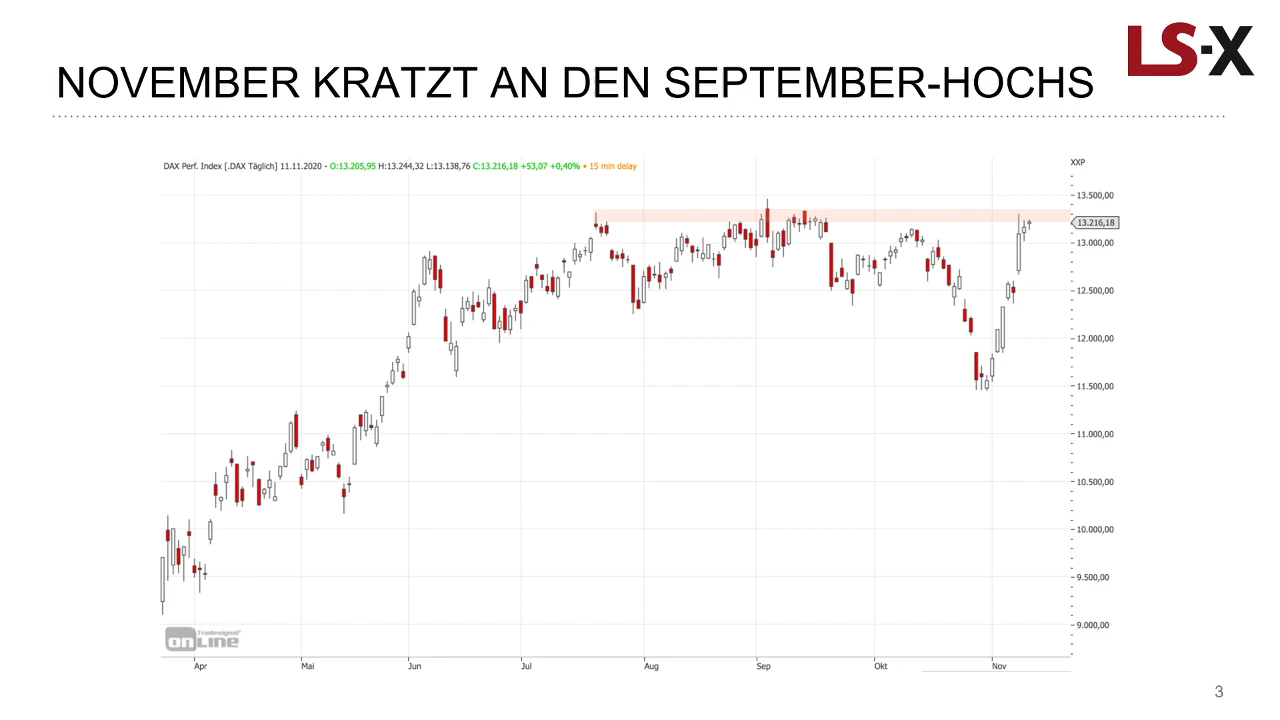 LS-X
NOVEMBER KRATZT AN DEN SEPTEMBER-HOCHS
DAX Perf. Index [.DAX Täglich] 11.11.2020 - O:13.205,95 H:13.244,32 L:13.138,76 C:13.216,18 +53,07 +0,40% • 15 min delay
XXP
13.500,00
13.216,18
13.000,00
12.500,00
12.000,00
11.500,00
11.000,00
10.500,00
10.000,00
9.500,00
9.000,00
Tradesignal®
onLINE
Apr Mai Jun Jul Aug Sep Okt Nov
3